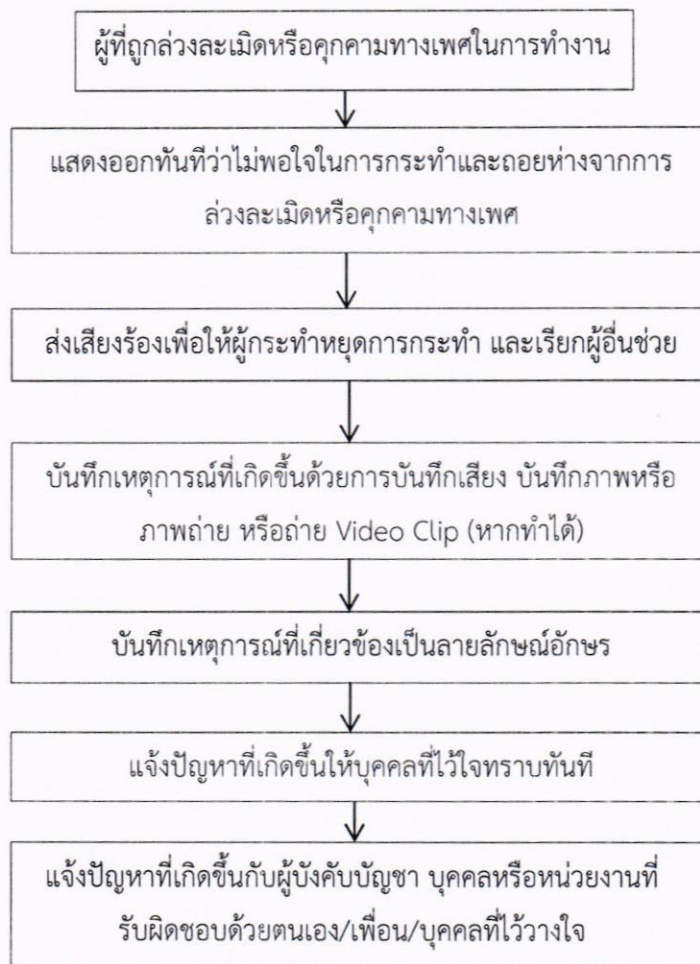 ผู้ที่ถูกล่วงละเมิดหรือคุกคามทางเพศในการทำงาน
แสดงออกทันทีว่าไม่พอใจในการกระทำและถอยห่างจากการ
ล่วงละเมิดหรือคุกคามทางเพศ
ส่งเสียงร้องเพื่อให้ผู้กระทำหยุดการกระทำ และเรียกผู้อื่นช่วย
บันทึกเหตุการณ์ที่เกิดขึ้นด้วยการบันทึกเสียง บันทึกภาพหรือ
ภาพถ่าย หรือถ่าย Video Clip (หากทำได้)
บันทึกเหตุการณ์ที่เกี่ยวข้องเป็นลายลักษณ์อักษร
แจ้งปัญหาที่เกิดขึ้นให้บุคคลที่ไว้ใจทราบทันที
แจ้งปัญหาที่เกิดขึ้นกับผู้บังคับบัญชา บุคคลหรือหน่วยงานที่
รับผิดชอบด้วยตนเอง/เพื่อน/บุคคลที่ไว้วางใจ